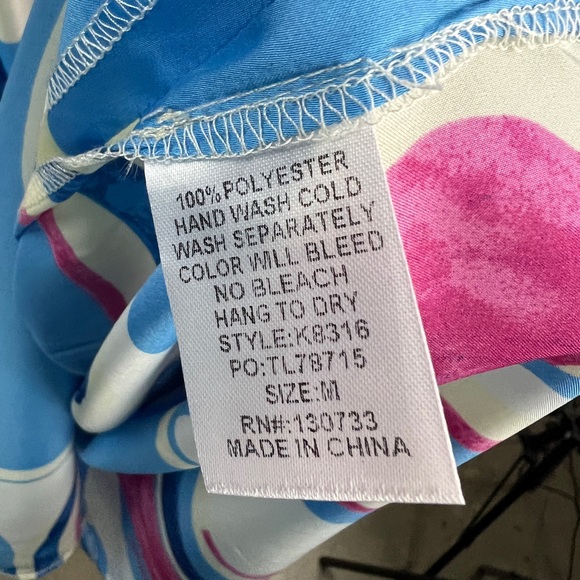 100% POLYESTER
HAND WASH COLD
WASH SEPARATELY
COLOR WILL BLEED
NO BLEACH
HANG TO DRY
STYLE:K8316
PO:TL78715
SIZE:M
RN#:130733
MADE IN CHINA